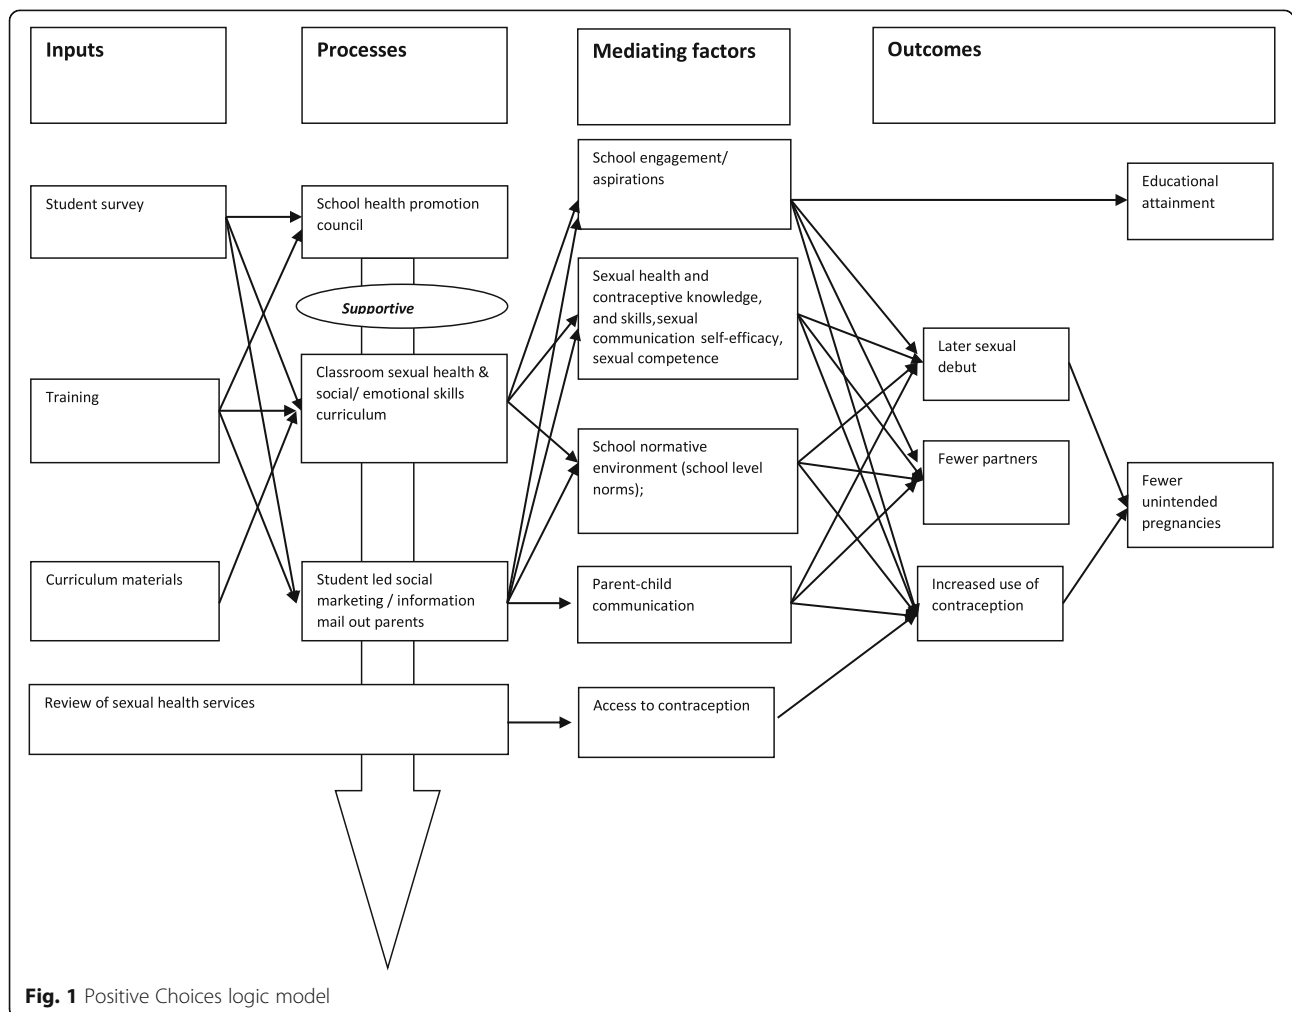 Inputs
Processes
Mediating factors
Outcomes
Student survey
Training
Curriculum materials
Review of sexual health services
School health promotion
council
Supportive
Classroom sexual health &
social/ emotional skills
curriculum
Student led social
marketing / information
mail out parents
School engagement/
aspirations
Sexual health and
contraceptive knowledge,
and skills,sexual
communication self-efficacy,
sexual competence
School normative
environment (school level
norms);
Parent-child
communication
Access to contraception
Later sexual
debut
Fewer partners
Increased use of
contraception
Educational
attainment
Fewer
unintended
pregnancies
Fig. 1 Positive Choices logic model